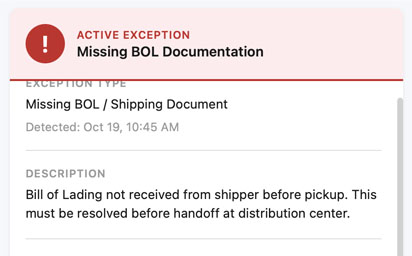 !
ACTIVE EXCEPTION
Missing BOL Documentation
EXCEPTION TYPE
Missing BOL / Shipping Document
Detected: Oct 19, 10:45 AM
DESCRIPTION
Bill of Lading not received from shipper before pickup. This
must be resolved before handoff at distribution center.